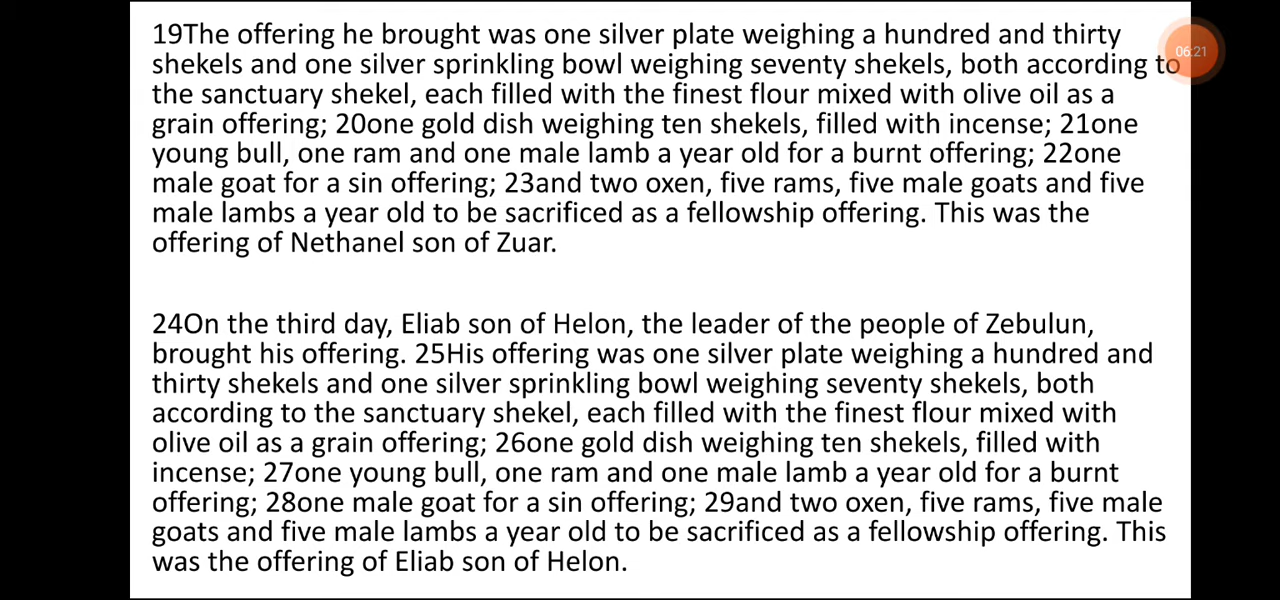 19The offering he brought was one silver plate weighing a hundred and thirty
shekels and one silver sprinkling bowl weighing seventy shekels, both according to
the sanctuary shekel, each filled with the finest flour mixed with olive oil as a
grain offering; 20one gold dish weighing ten shekels, filled with incense; 21one
young bull, one ram and one male lamb a year old for a burnt offering; 22one
male goat for a sin offering; 23and two oxen, five rams, five male goats and five
male lambs a year old to be sacrificed as a fellowship offering. This was the
offering of Nethanel son of Zuar.
24On the third day, Eliab son of Helon, the leader of the people of Zebulun,
brought his offering. 25His offering was one silver plate weighing a hundred and
thirty shekels and one silver sprinkling bowl weighing seventy shekels, both
according to the sanctuary shekel, each filled with the finest flour mixed with
olive oil as a grain offering; 26one gold dish weighing ten shekels, filled with
incense; 27one young bull, one ram and one male lamb a year old for a burnt
offering; 28one male goat for a sin offering; 29and two oxen, five rams, five male
goats and five male lambs a year old to be sacrificed as a fellowship offering. This
was the offering of Eliab son of Helon.
06:21